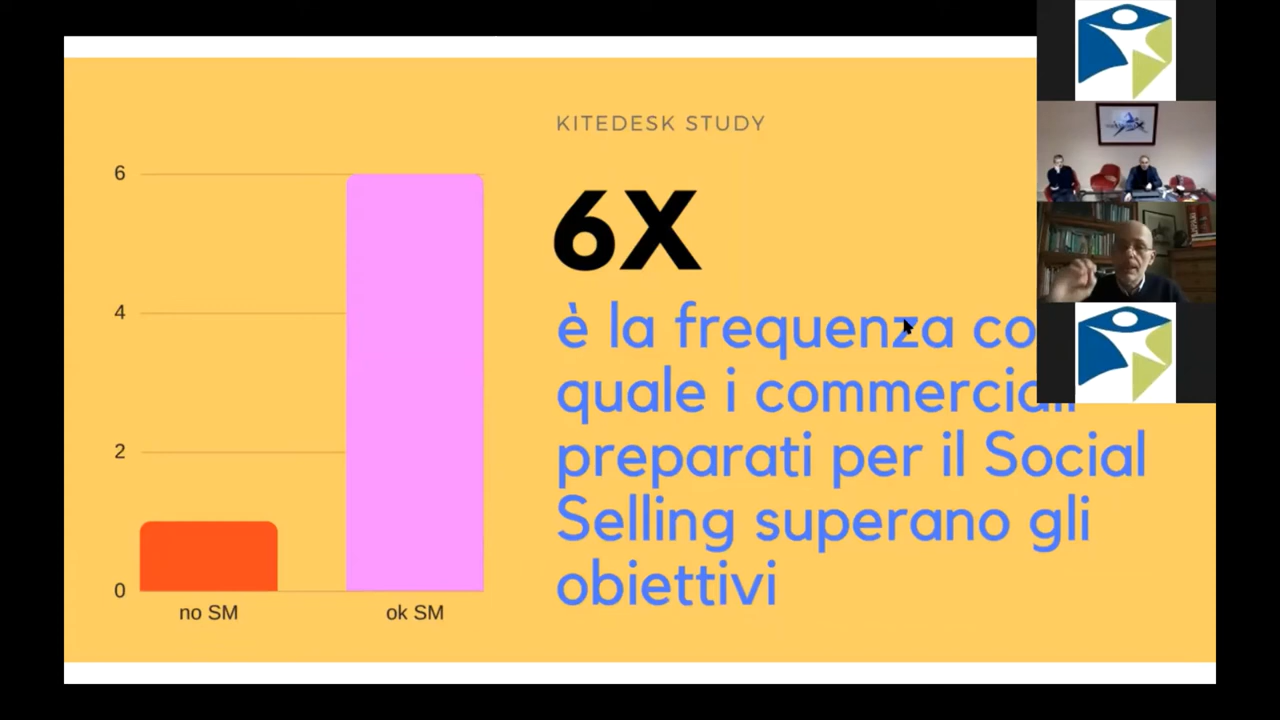 KITEDESK STUDY
6X
è la frequenza co
quale i commerciali
preparati per il Social
Selling superano gli
obiettivi
6
4
2
0
no SM
ok SM